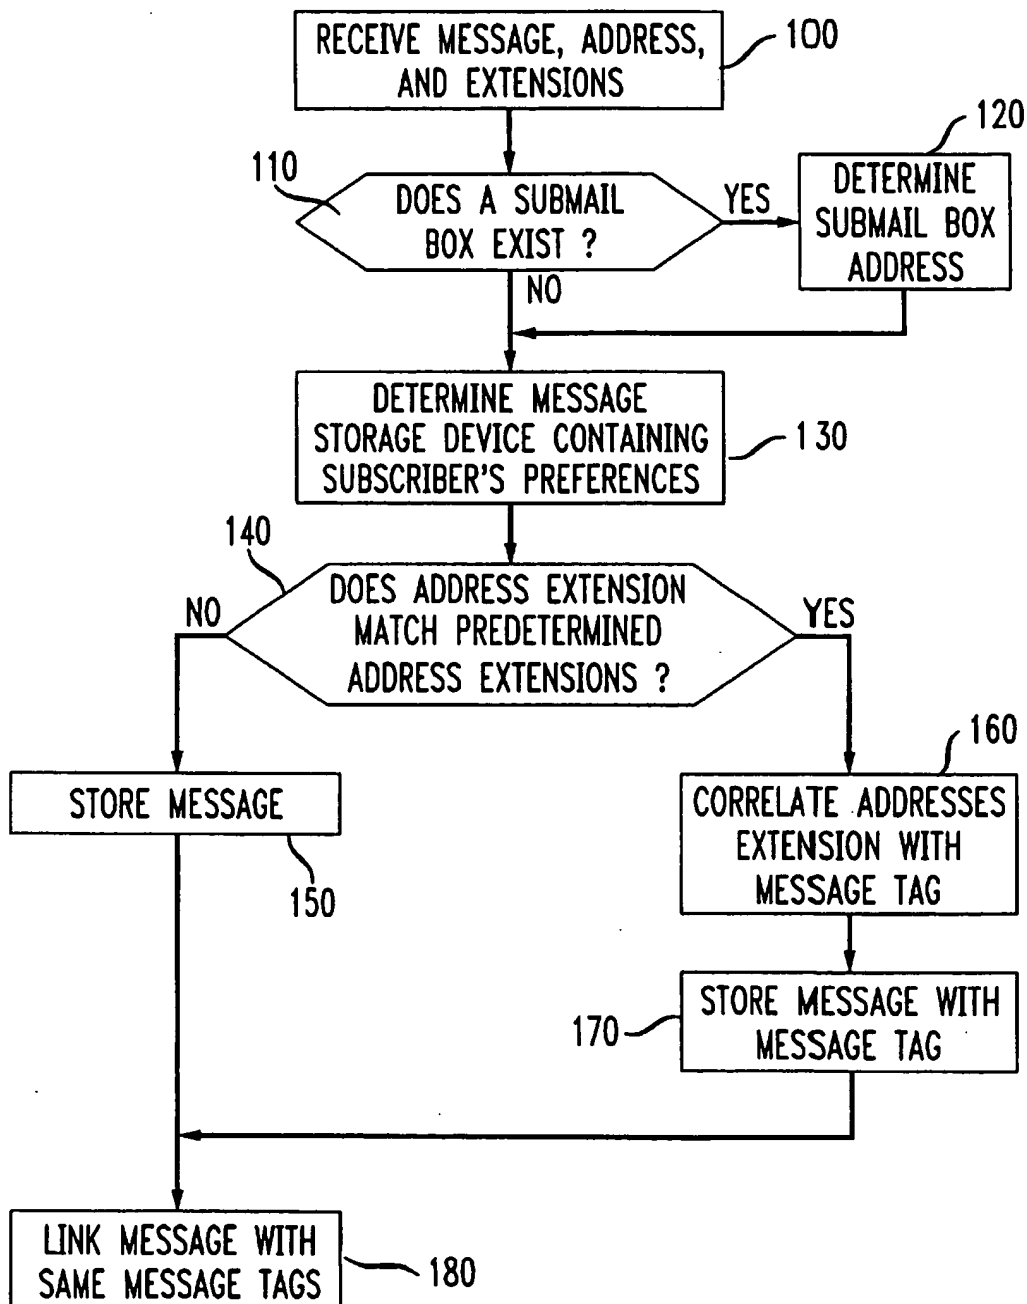 RECEIVE MESSAGE, ADDRESS,
AND EXTENSIONS
100
110
DOES A SUBMAIL
BOX EXIST ?
YES
NO
120
DETERMINE
SUBMAIL BOX
ADDRESS
DETERMINE MESSAGE
STORAGE DEVICE CONTAINING
SUBSCRIBER'S PREFERENCES
130
140
DOES ADDRESS EXTENSION
MATCH PREDETERMINED
ADDRESS EXTENSIONS ?
NO
YES
STORE MESSAGE
150
160
CORRELATE ADDRESSES
EXTENSION WITH
MESSAGE TAG
STORE MESSAGE WITH
MESSAGE TAG
170
LINK MESSAGE WITH
SAME MESSAGE TAGS
180